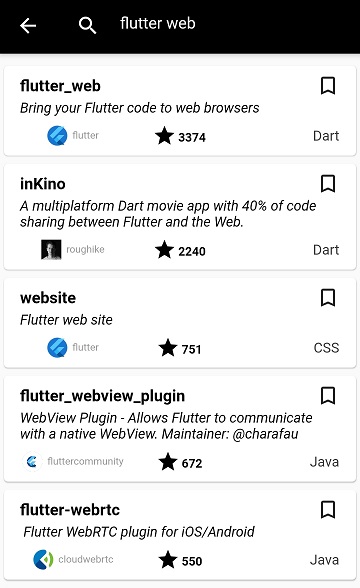 flutter web
flutter_web
Bring your Flutter code to web browsers
flutter 3374 Dart
inKino
A multiplatform Dart movie app with 40% of code
sharing between Flutter and the Web.
roughike 2240 Dart
website
Flutter web site
flutter 751 CSS
flutter_webview_plugin
WebView Plugin - Allows Flutter to communicate
with a native WebView. Maintainer: @charafau
fluttercommunity 672 Java
flutter-webrtc
Flutter WebRTC plugin for iOS/Android
cloudwebrtc 550 Java